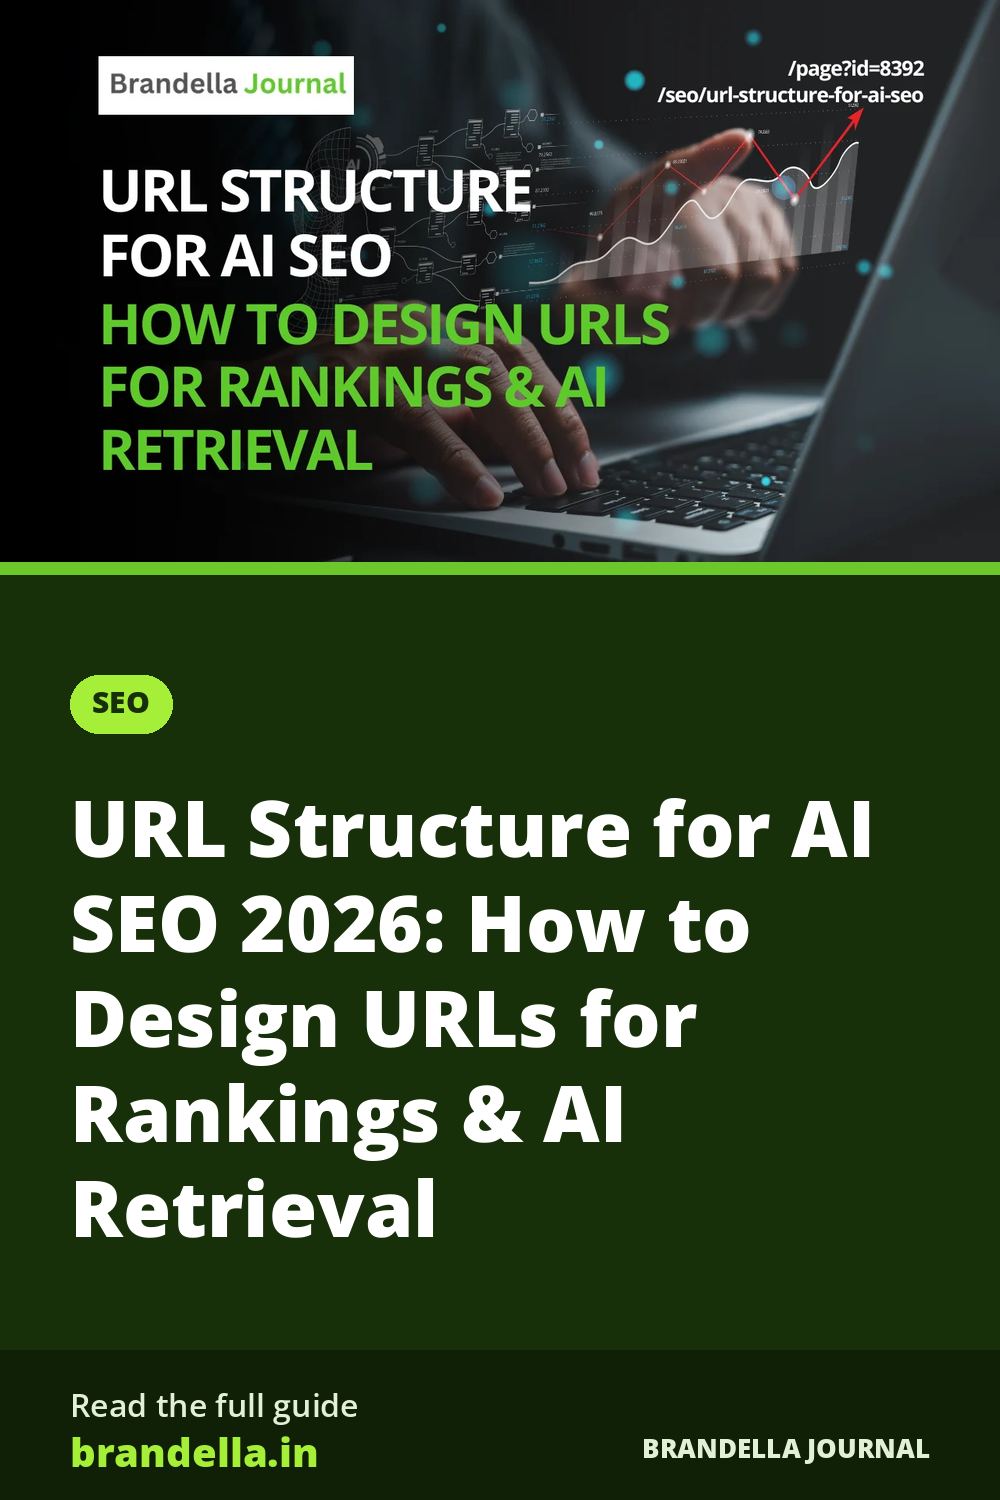 Brandella Journal
/page?id=8392
/seo/url-structure-for-ai-seo
URL STRUCTURE
FOR AI SEO
HOW TO DESIGN URLS
FOR RANKINGS & AI
RETRIEVAL
SEO
URL Structure for AI
SEO 2026: How to
Design URLs for
Rankings & AI
Retrieval
Read the full guide
brandella.in
BRANDELLA JOURNAL